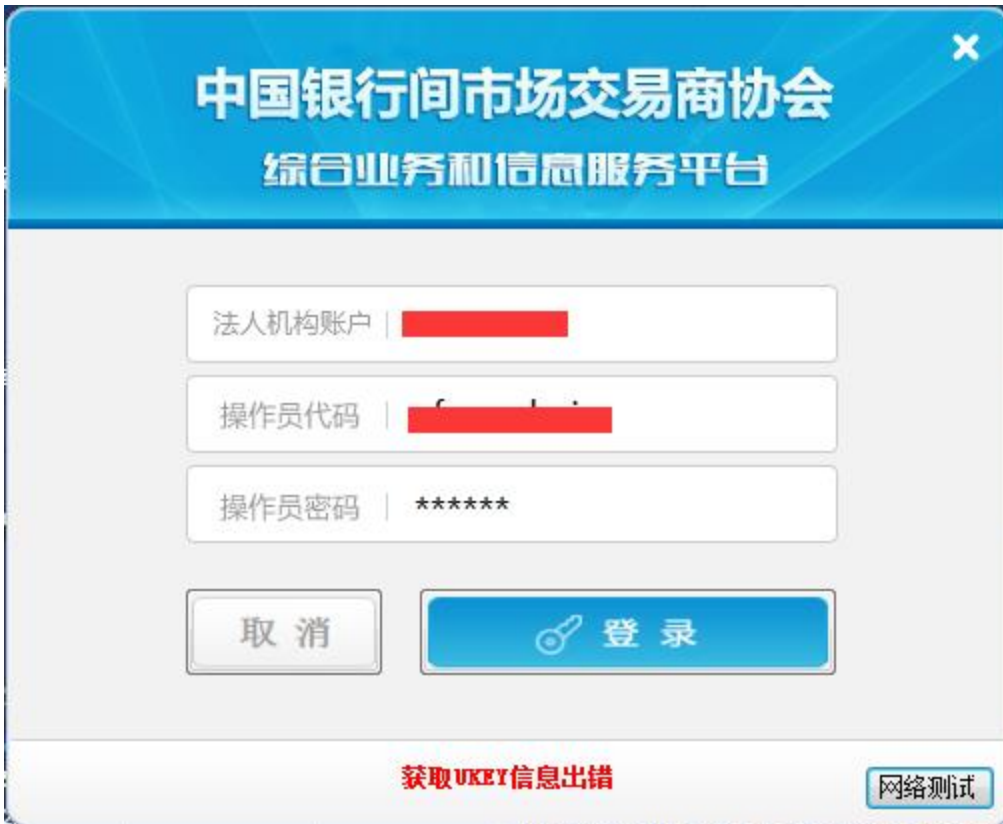 中国银行间市场交易商协会
综合业务和信息服务平台
法人机构账户
操作员代码
操作员密码 ******
取 消 登 录
获取UKEY信息出错
网络测试